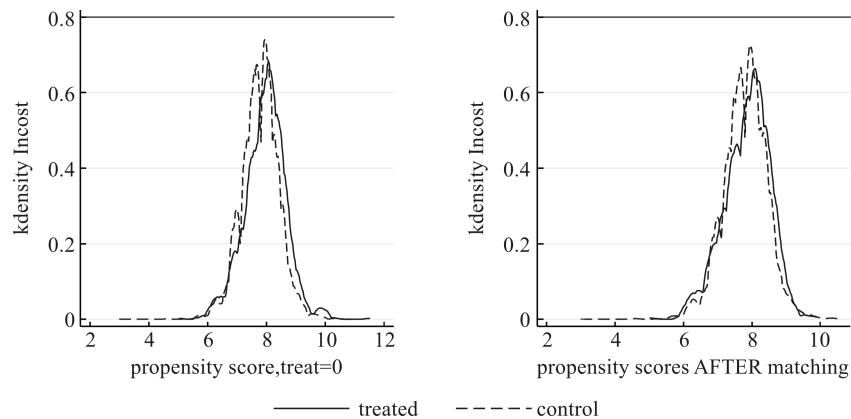 0.8
0.6
0.4
0.2
0
kdensity Incost
2 4 6 8 10 12
propensity score,treat=0
0.8
0.6
0.4
0.2
0
kdensity Incost
2 4 6 8 10
propensity scores AFTER matching
treated control